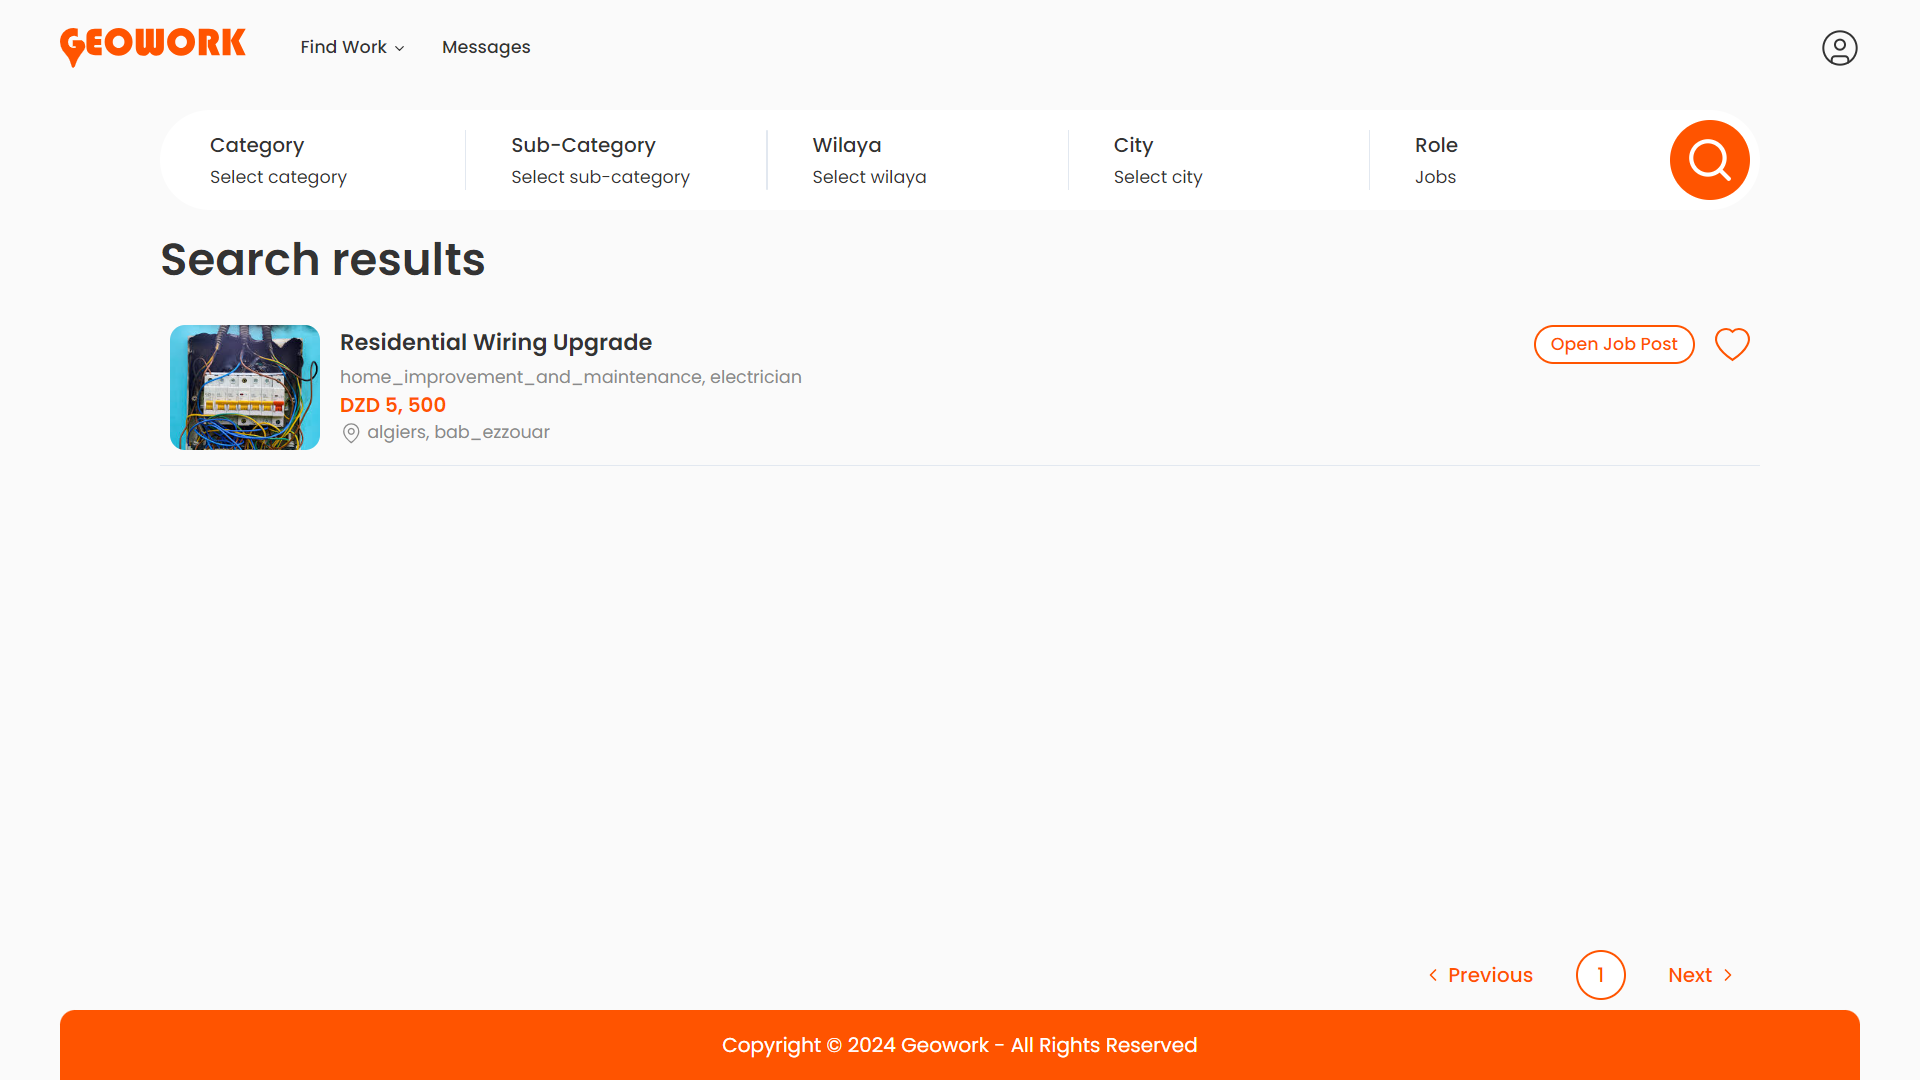 GEOWORK
Find Work
Messages
Category
Select category
Sub-Category
Select sub-category
Wilaya
Select wilaya
City
Select city
Role
Jobs
Search results
Residential Wiring Upgrade
home_improvement_and_maintenance, electrician
DZD 5, 500
algiers, bab_ezzouar
Open Job Post
Previous
1
Next
Copyright © 2024 Geowork - All Rights Reserved